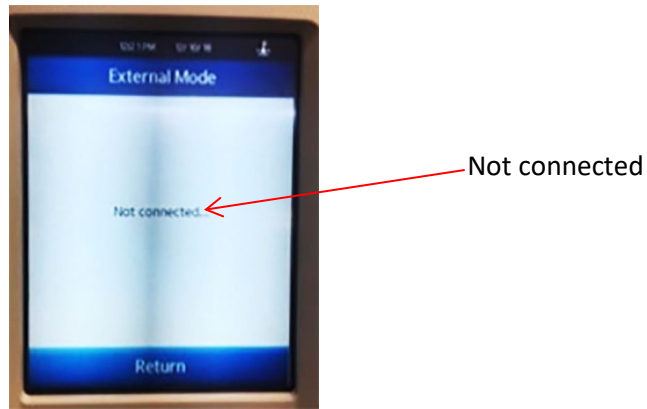 External Mode
Not connected...
Not connected
Return